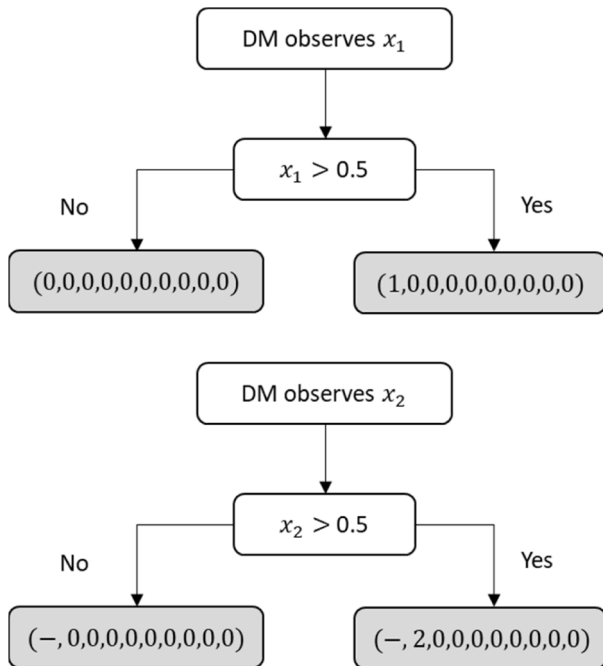 DM observes x₁
x₁ > 0.5
No
Yes
(0,0,0,0,0,0,0,0,0,0)
(1,0,0,0,0,0,0,0,0,0)
DM observes x₂
x₂ > 0.5
No
Yes
(−, 0,0,0,0,0,0,0,0,0)
(−, 2,0,0,0,0,0,0,0,0)